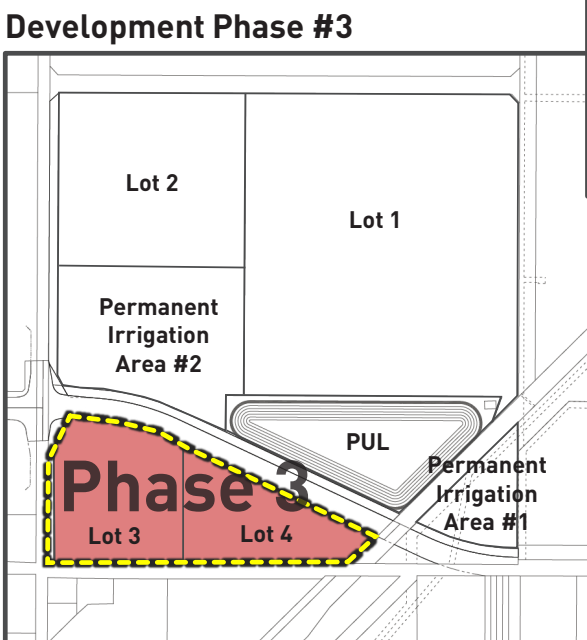 Development Phase #3
Lot 2
Lot 1
Permanent
Irrigation
Area #2
PUL
Permanent
Irrigation
Area #1
Phase 3
Lot 3
Lot 4